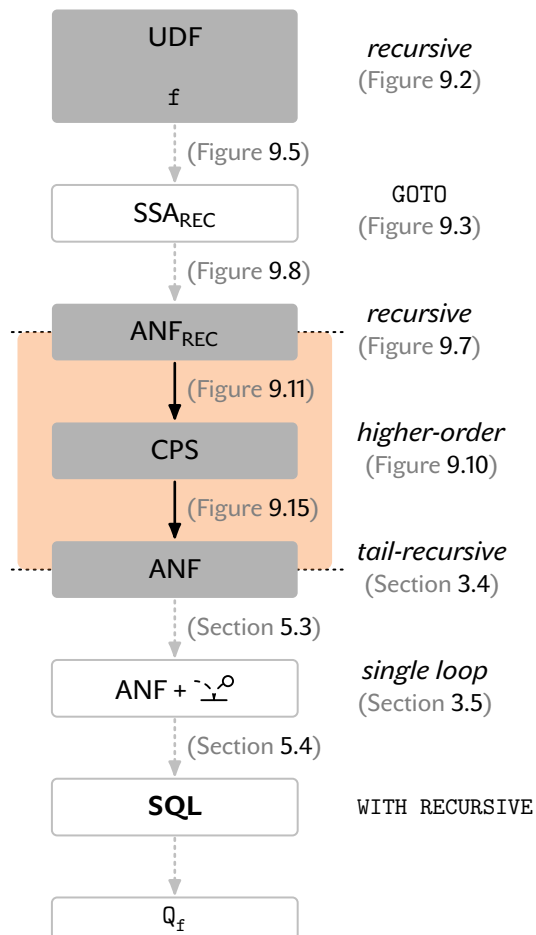 UDF
recursive
(Figure 9.2)
f
(Figure 9.5)
SSA_REC
GOTO
(Figure 9.3)
(Figure 9.8)
ANF_REC
recursive
(Figure 9.7)
(Figure 9.11)
CPS
higher-order
(Figure 9.10)
(Figure 9.15)
ANF
tail-recursive
(Section 3.4)
(Section 5.3)
ANF +
single loop
(Section 3.5)
(Section 5.4)
SQL
WITH RECURSIVE
Q_f